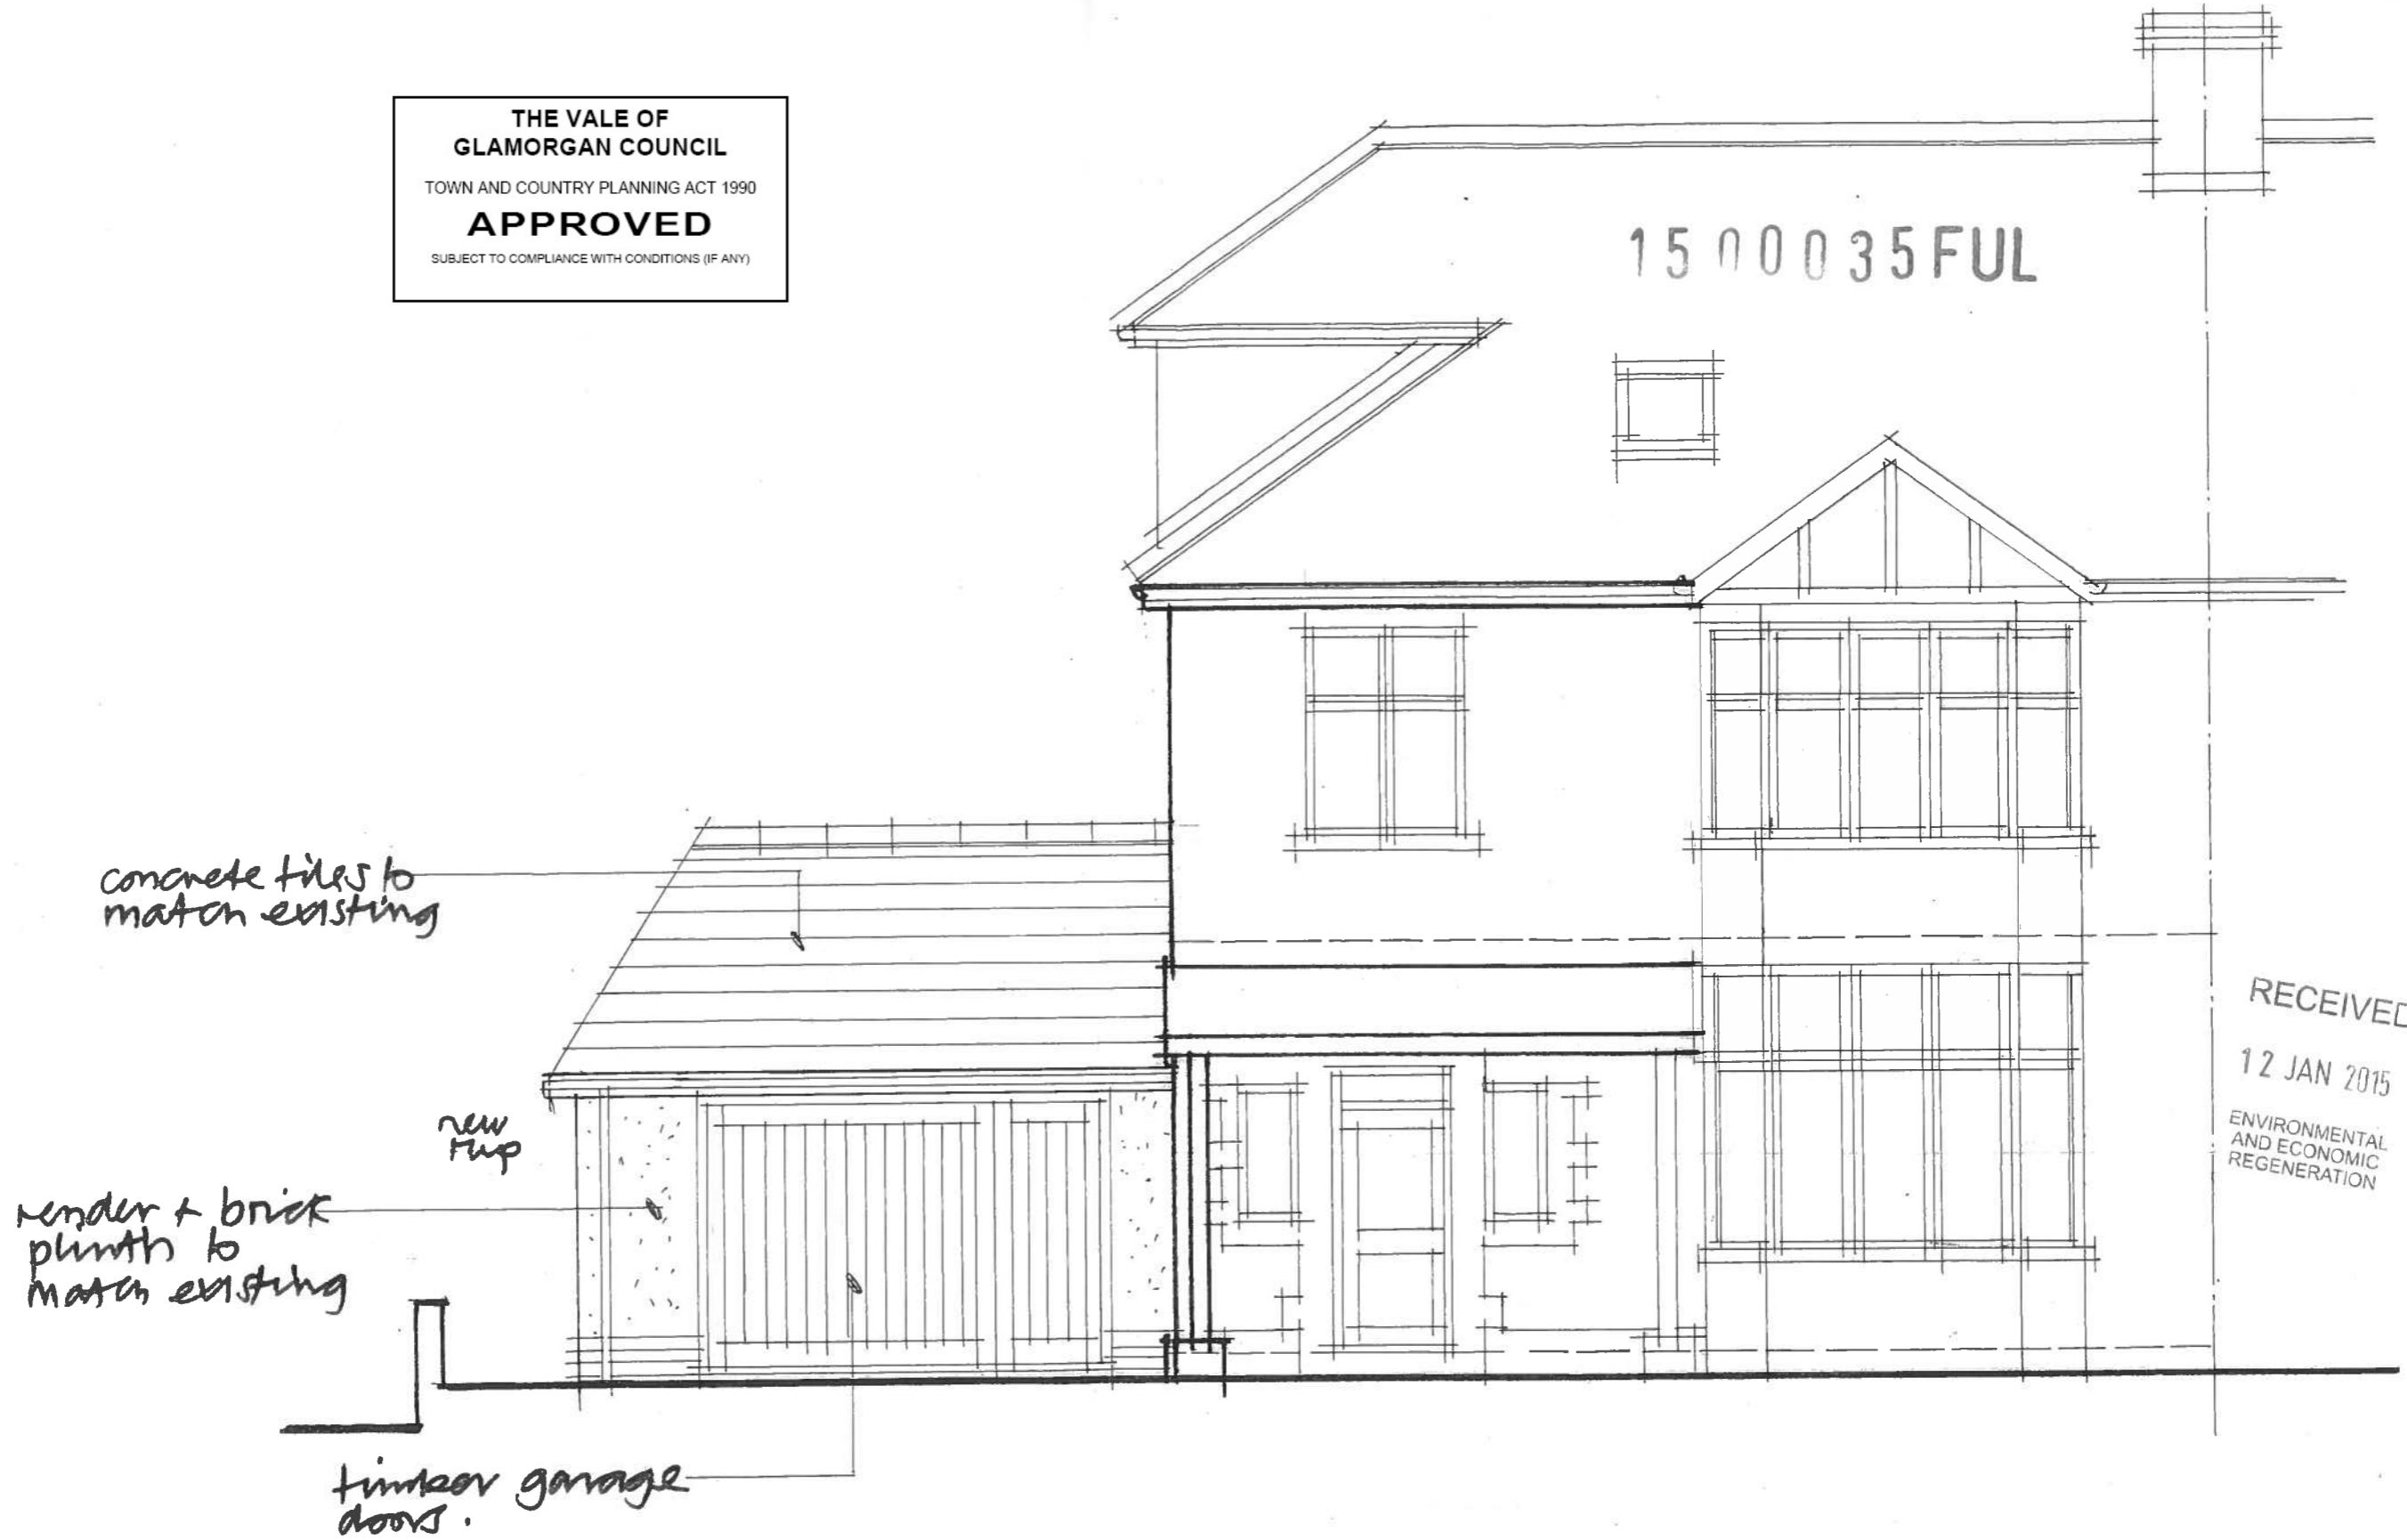 THE VALE OF
GLAMORGAN COUNCIL
TOWN AND COUNTRY PLANNING ACT 1990
APPROVED
SUBJECT TO COMPLIANCE WITH CONDITIONS (IF ANY)
1500035FUL
concrete tiles to
match existing
RECEIVED
12 JAN 2015
ENVIRONMENTAL
AND ECONOMIC
REGENERATION
new
rwp
render + brick
plinth to
match existing
timber garage
doors.